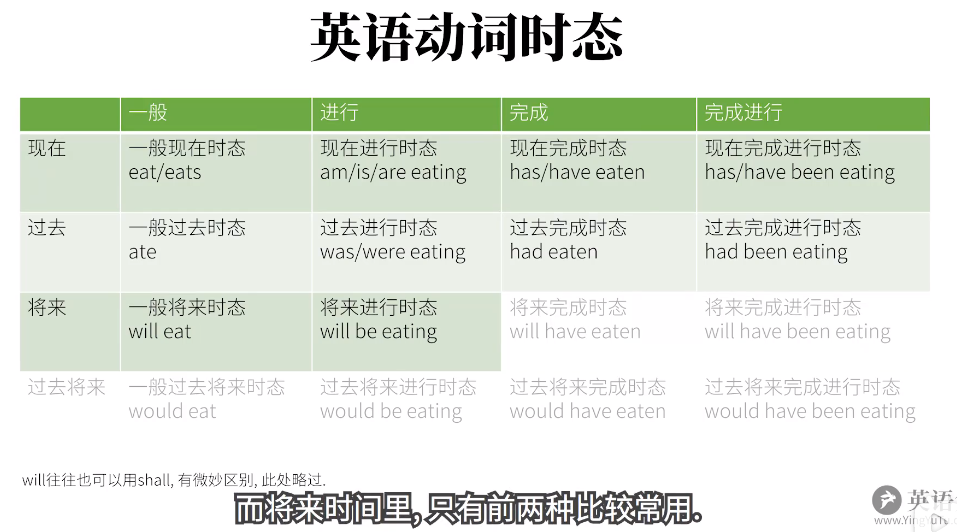 英语动词时态
一般 进行 完成 完成进行
现在 一般现在时态 现在进行时态 现在完成时态 现在完成进行时态
eat/eats am/is/are eating has/have eaten has/have been eating
过去 一般过去时态 过去进行时态 过去完成时态 过去完成进行时态
ate was/were eating had eaten had been eating
将来 一般将来时态 将来进行时态 将来完成时态 将来完成进行时态
will eat will be eating will have eaten will have been eating
过去将来 一般过去将来时态 过去将来进行时态 过去将来完成时态 过去将来完成进行时态
would eat would be eating would have eaten would have been eating
will往往也可以用shall, 有微妙区别, 此处略过.
而将来时间里, 只有前两种比较常用.
英语